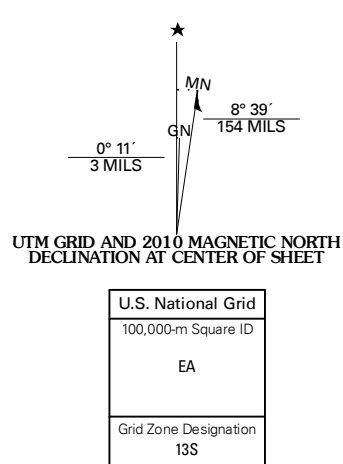 ★
MN
8° 39´
154 MILS
GN
0° 11´
3 MILS
UTM GRID AND 2010 MAGNETIC NORTH
DECLINATION AT CENTER OF SHEET
U.S. National Grid
100,000-m Square ID
EA
Grid Zone Designation
13S